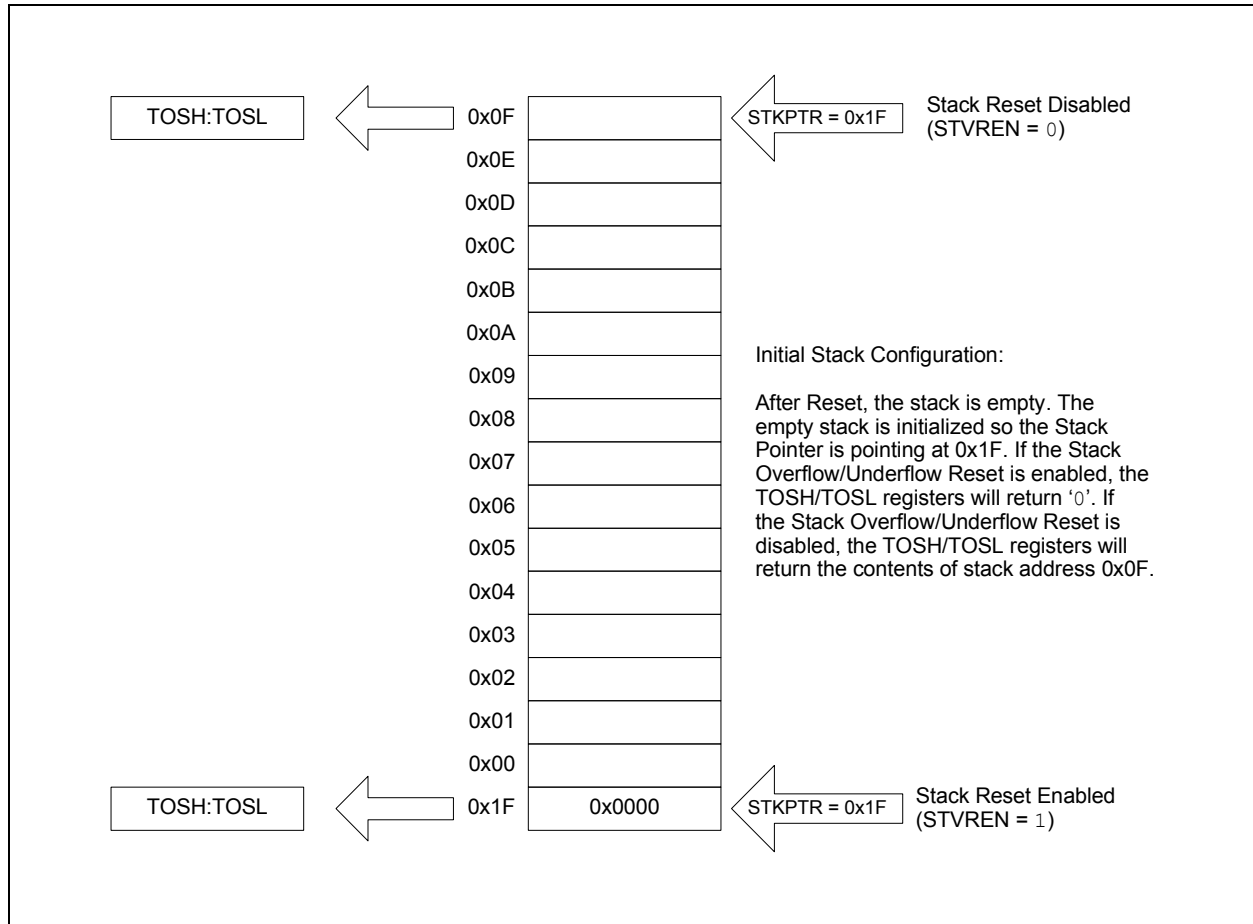 TOSH:TOSL 0x0F STKPTR = 0x1F Stack Reset Disabled
(STVREN = 0)
0x0E
0x0D
0x0C
0x0B
0x0A
0x09
0x08
0x07
0x06
0x05
0x04
0x03
0x02
0x01
0x00
Initial Stack Configuration:
After Reset, the stack is empty. The
empty stack is initialized so the Stack
Pointer is pointing at 0x1F. If the Stack
Overflow/Underflow Reset is enabled, the
TOSH/TOSL registers will return ‘0’. If
the Stack Overflow/Underflow Reset is
disabled, the TOSH/TOSL registers will
return the contents of stack address 0x0F.
TOSH:TOSL 0x1F 0x0000 STKPTR = 0x1F Stack Reset Enabled
(STVREN = 1)